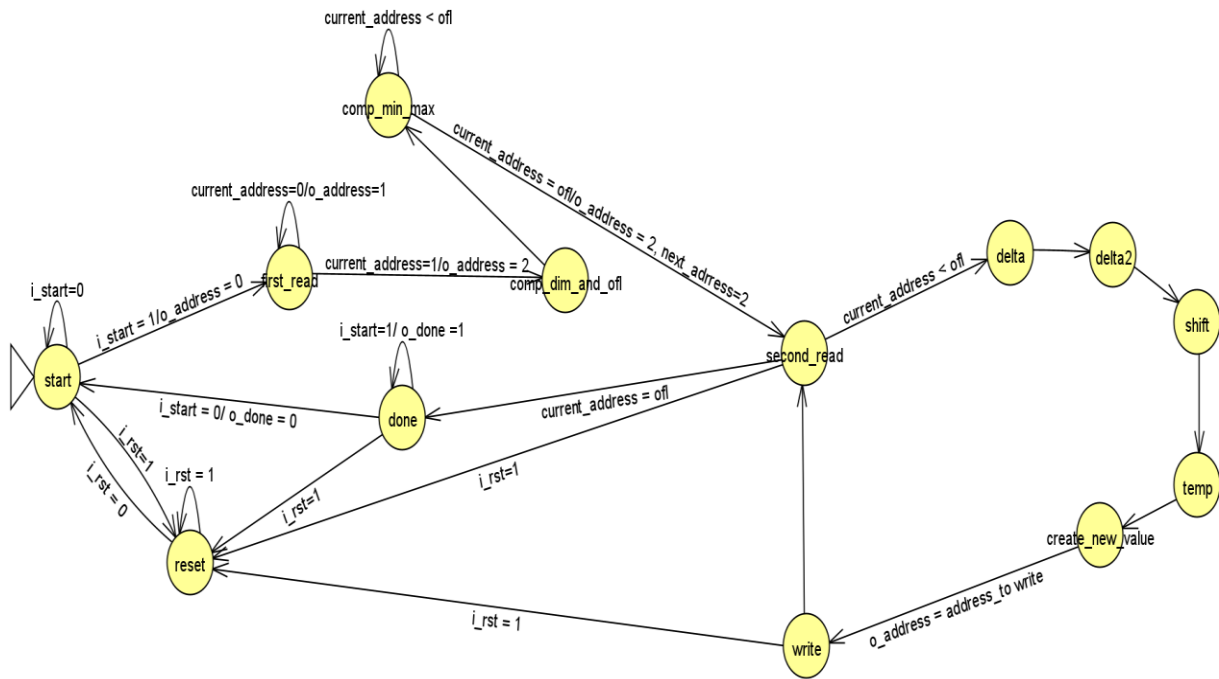 current_address < ofl
comp_min_max
current_address = ofl/o_address = 2, next_adrress=2
current_address=0/o_address=1
first_read
current_address=1/o_address = 2
comp_dim_and_ofl
i_start=0
i_start = 1/o_address = 0
start
i_start=1/ o_done =1
done
i_start = 0/ o_done = 0
second_read
current_address < ofl
delta
delta2
shift
temp
create_new_value
o_address = address_to write
write
current_address = ofl
i_rst=1
i_rst=1
i_rst=1
i_rst = 0
i_rst = 1
reset
i_rst = 1